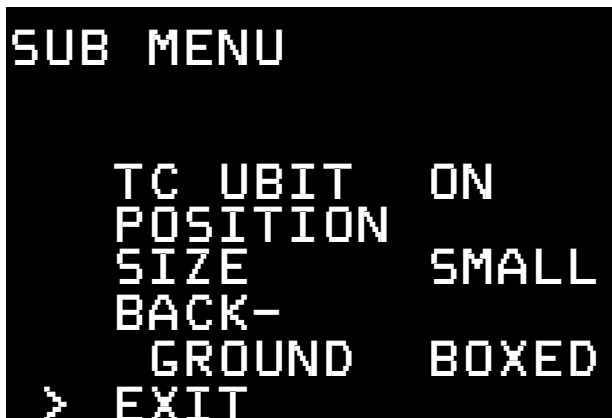 SUB MENU
TC UBIT ON
POSITION
SIZE SMALL
BACK-
GROUND BOXED
> EXIT